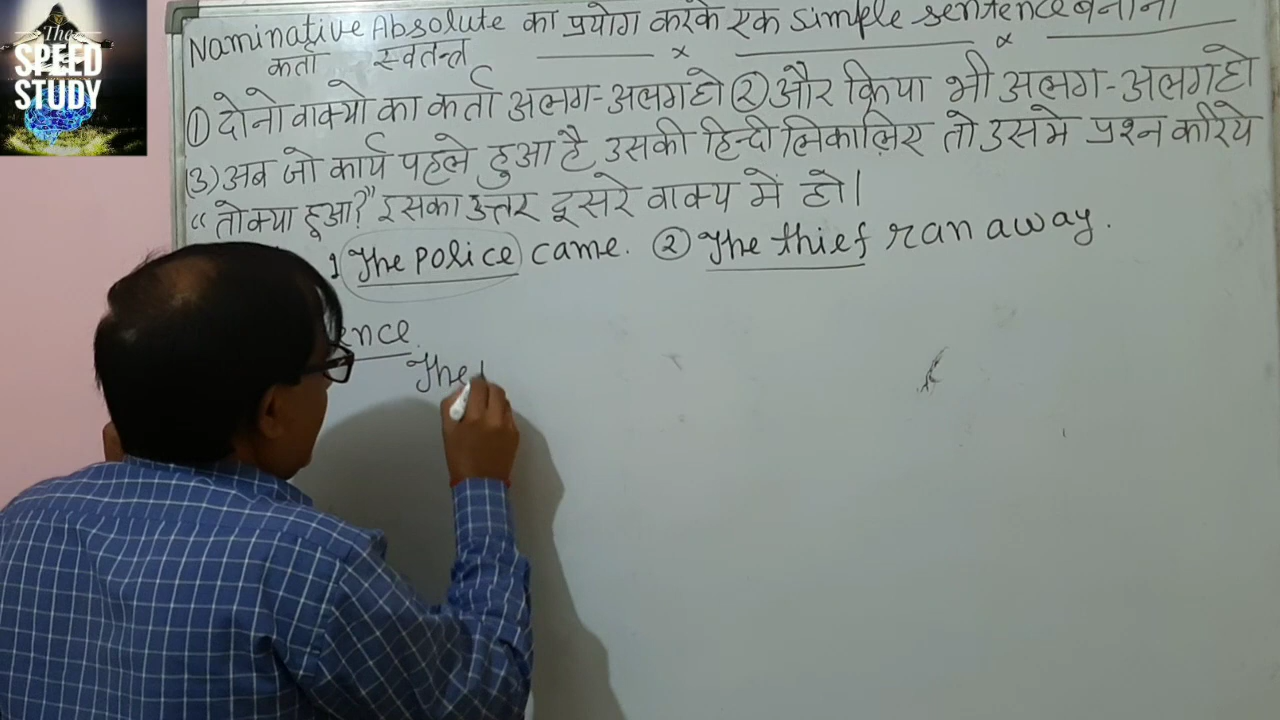 The
SPEED
STUDY
Naminative Absolute का प्रयोग करके एक simple sentence बनाना
कर्ता स्वतन्त्र
① दोनो वाक्यो का कर्ता अलग-अलग हो ② और क्रिया भी अलग-अलग हो
(3) अब जो कार्य पहले हुआ है उसकी हिन्दी निकालिए तो उसमे प्रश्न करिये
“तो क्या हुआ?” इसका उत्तर दूसरे वाक्य में हो।
1 The police came. ② The thief ran away.
ence
The